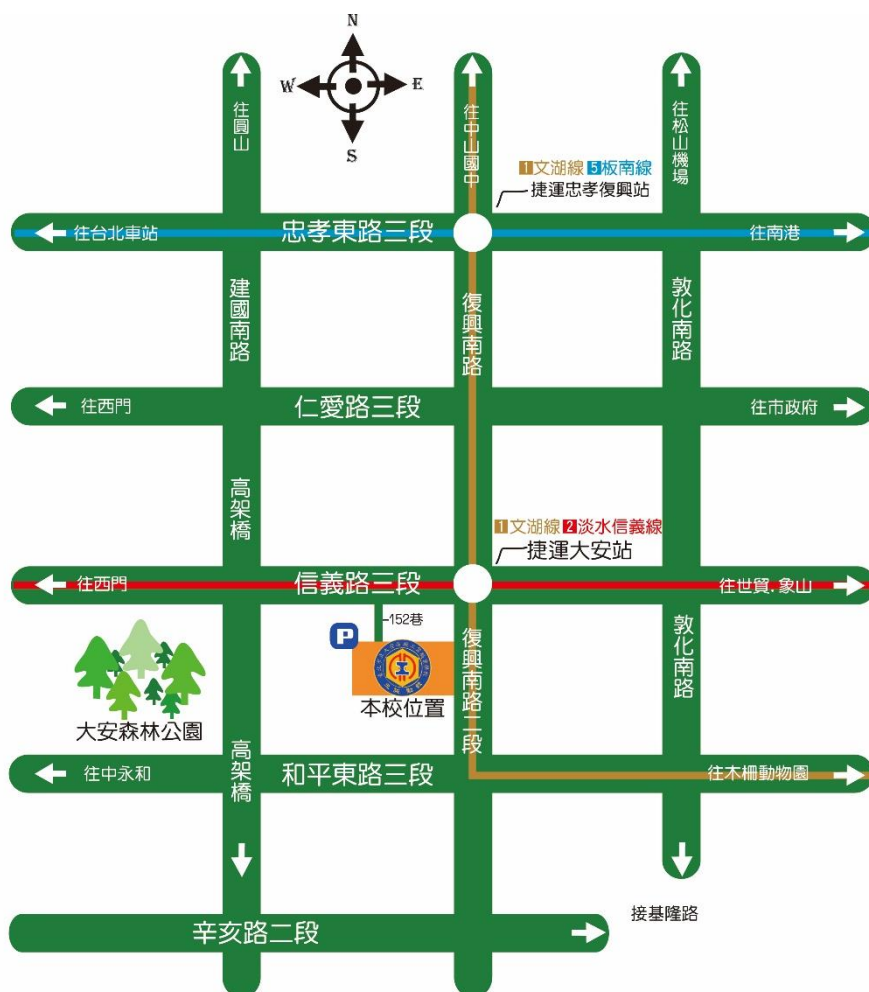 N
W
E
S
往圓山
往中山國中
往松山機場
1文湖線 5板南線
捷運忠孝復興站
往台北車站
忠孝東路三段
往南港
建國南路
復興南路
敦化南路
往西門
仁愛路三段
往市政府
高架橋
1文湖線 2淡水信義線
捷運大安站
往西門
信義路三段
往世貿.象山
152巷
P
本校位置
大安森林公園
復興南路二段
敦化南路
高架橋
往中永和
和平東路三段
往木柵動物園
接基隆路
辛亥路二段